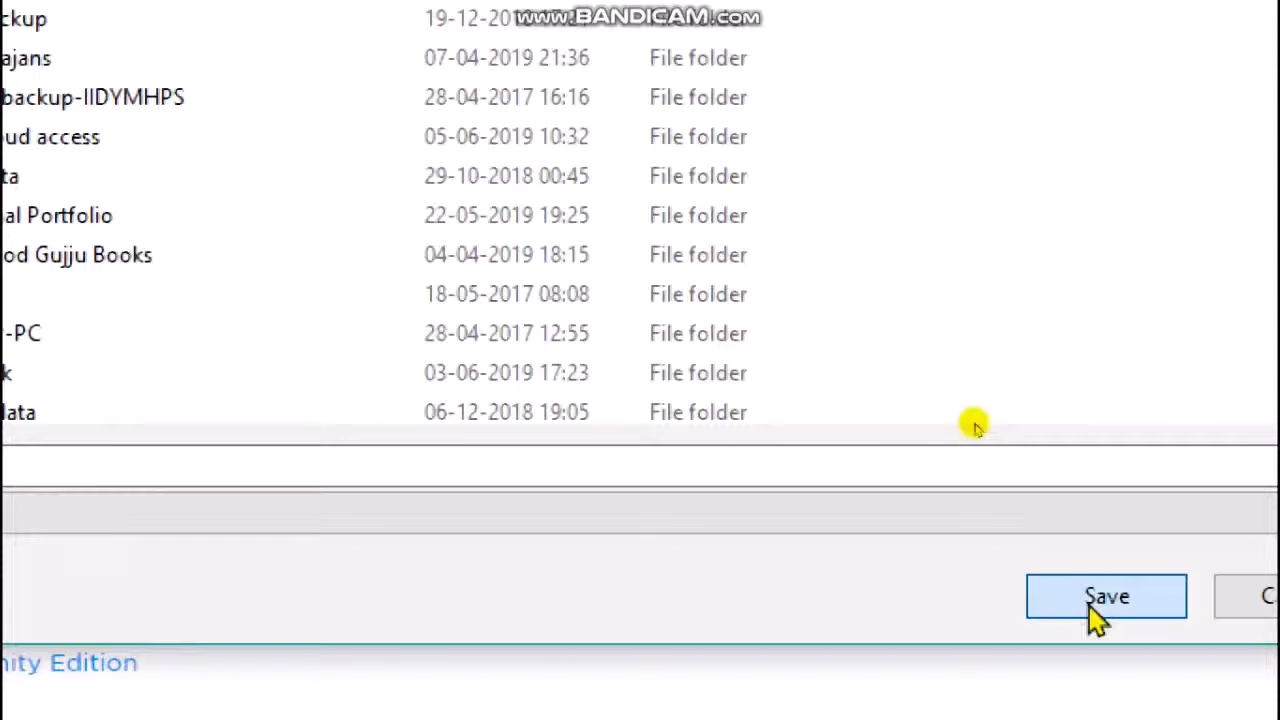 ckup 19-12-20
www.BANDICAM.com
ajans 07-04-2019 21:36 File folder
backup-IIDYMHPS 28-04-2017 16:16 File folder
oud access 05-06-2019 10:32 File folder
ta 29-10-2018 00:45 File folder
al Portfolio 22-05-2019 19:25 File folder
od Gujju Books 04-04-2019 18:15 File folder
18-05-2017 08:08 File folder
-PC 28-04-2017 12:55 File folder
k 03-06-2019 17:23 File folder
data 06-12-2018 19:05 File folder
Save C
nity Edition